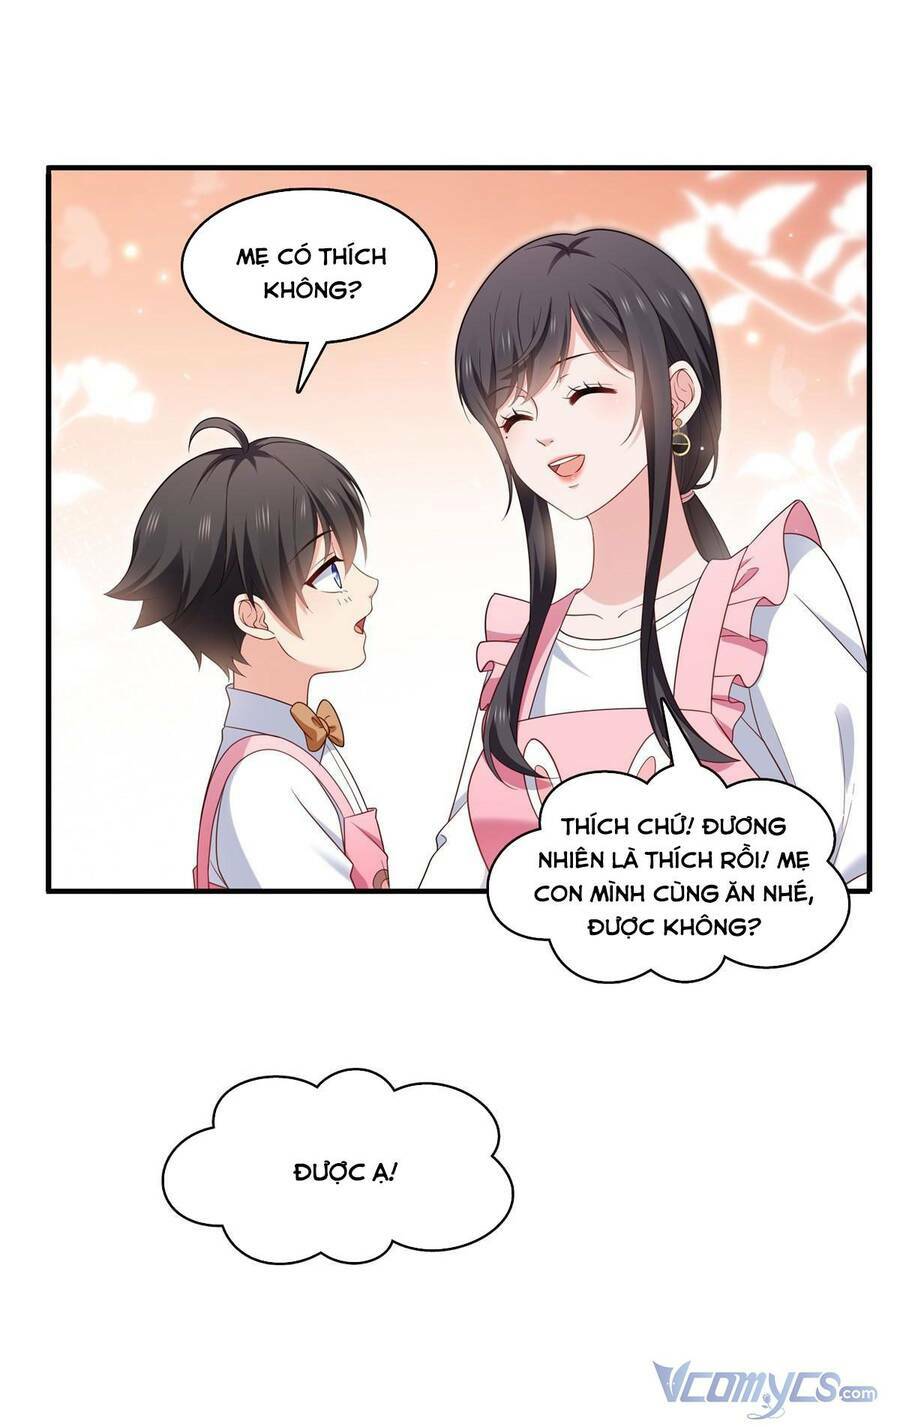 MẸ CÓ THÍCH
KHÔNG?
THÍCH CHỨ! ĐƯƠNG
NHIÊN LÀ THÍCH RỒI! MẸ
CON MÌNH CÙNG ĂN NHÉ,
ĐƯỢC KHÔNG?
ĐƯỢC Ạ!
VCOMYCS.com